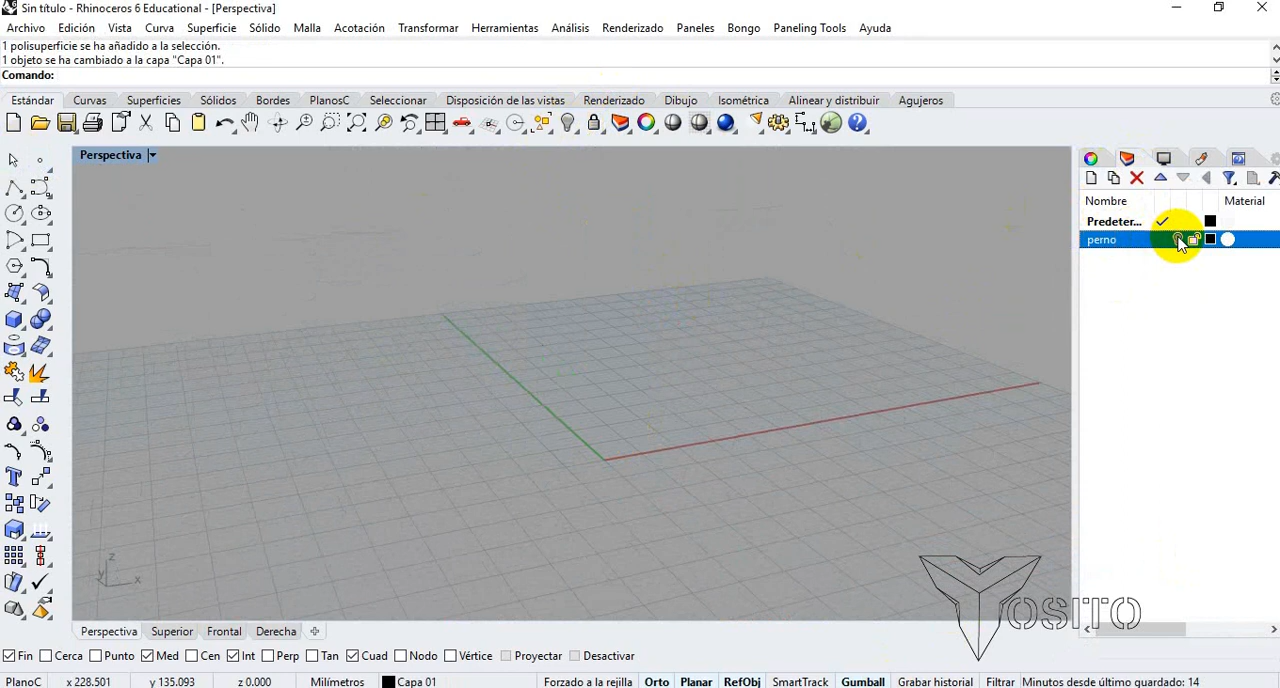 Sin título - Rhinoceros 6 Educational - [Perspectiva]
Archivo Edición Vista Curva Superficie Sólido Malla Acotación Transformar Herramientas Análisis Renderizado Paneles Bongo Paneling Tools Ayuda
1 polisuperficie se ha añadido a la selección.
1 objeto se ha cambiado a la capa "Capa 01".
Comando:
Estándar Curvas Superficies Sólidos Bordes PlanosC Seleccionar Disposición de las vistas Renderizado Dibujo Isométrica Alinear y distribuir Agujeros
Perspectiva
Nombre Material
Predeter...
perno
z
y
x
YOSITO
Perspectiva Superior Frontal Derecha
Fin Cerca Punto Med Cen Int Perp Tan Cuad Nodo Vértice Proyectar Desactivar
PlanoC x 228.501 y 135.093 z 0.000 Milímetros Capa 01 Forzado a la rejilla Orto Planar RefObj SmartTrack Gumball Grabar historial Filtrar Minutos desde último guardado: 14